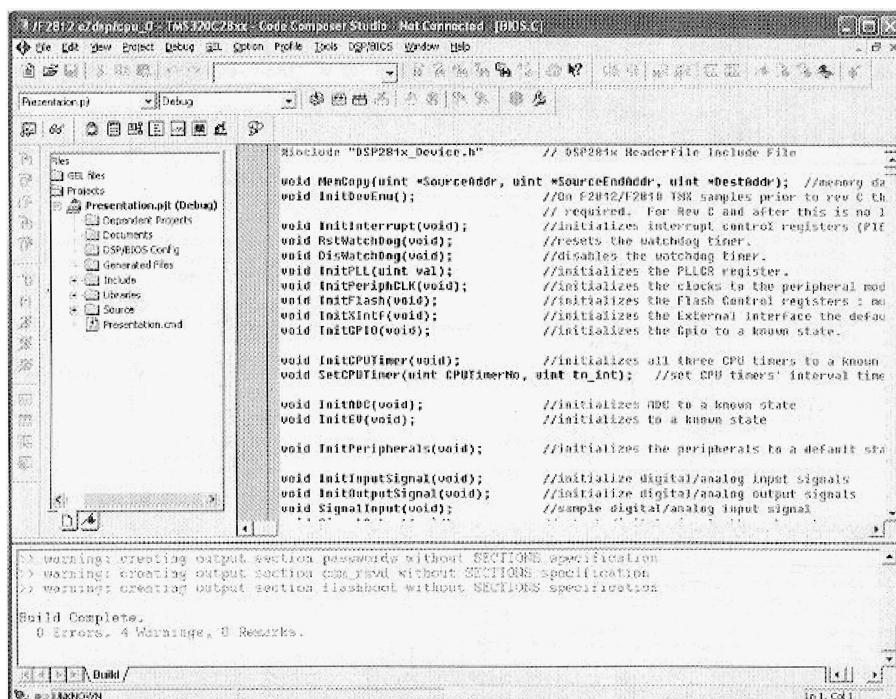 /F2812 eZdsp/cpu_0 - TMS320C28xx - Code Composer Studio - Not Connected - [BIOS.C]
File Edit View Project Debug GEL Option Profile Tools DSP/BIOS Window Help
Presentation.pjt Debug
Files
GEL files
Projects
Presentation.pjt (Debug)
Dependent Projects
Documents
DSP/BIOS Config
Generated Files
Include
Libraries
Source
Presentation.cmd
#include "DSP281x_Device.h" // DSP281x HeaderFile Include File
void MemCopy(uint *SourceAddr, uint *SourceEndAddr, uint *DestAddr); //memory da
void InitDevEmu(); //On F2812/F2810 TMX samples prior to rev C th
// required. For Rev C and after this is no l
void InitInterrupt(void); //initializes interrupt control registers (PIE
void RstWatchDog(void); //resets the watchdog timer.
void DisWatchDog(void); //disables the watchdog timer.
void InitPLL(uint val); //initializes the PLLCR register.
void InitPeriphCLK(void); //initializes the clocks to the peripheral mod
void InitFlash(void); //initializes the Flash Control registers : mu
void InitXIntf(void); //initializes the External Interface the defau
void InitGPIO(void); //initializes the Gpio to a known state.
void InitCPUTimer(void); //initializes all three CPU timers to a known
void SetCPUTimer(uint CPUTimerNo, uint tm_int); //set CPU timers' interval time
void InitADC(void); //initializes ADC to a known state
void InitEV(void); //initializes to a known state
void InitPeripherals(void); //initializes the peripherals to a default sta
void InitInputSignal(void); //initialize digital/analog input signals
void InitOutputSignal(void); //initialize digital/analog output signals
void SignalInput(void); //sample digital/analog input signal
>> warning: creating output section passwords without SECTIONS specification
>> warning: creating output section csm_rsvd without SECTIONS specification
>> warning: creating output section flashboot without SECTIONS specification
Build Complete.
0 Errors, 4 Warnings, 0 Remarks.
Build
UNKNOWN Ln 1, Col 1